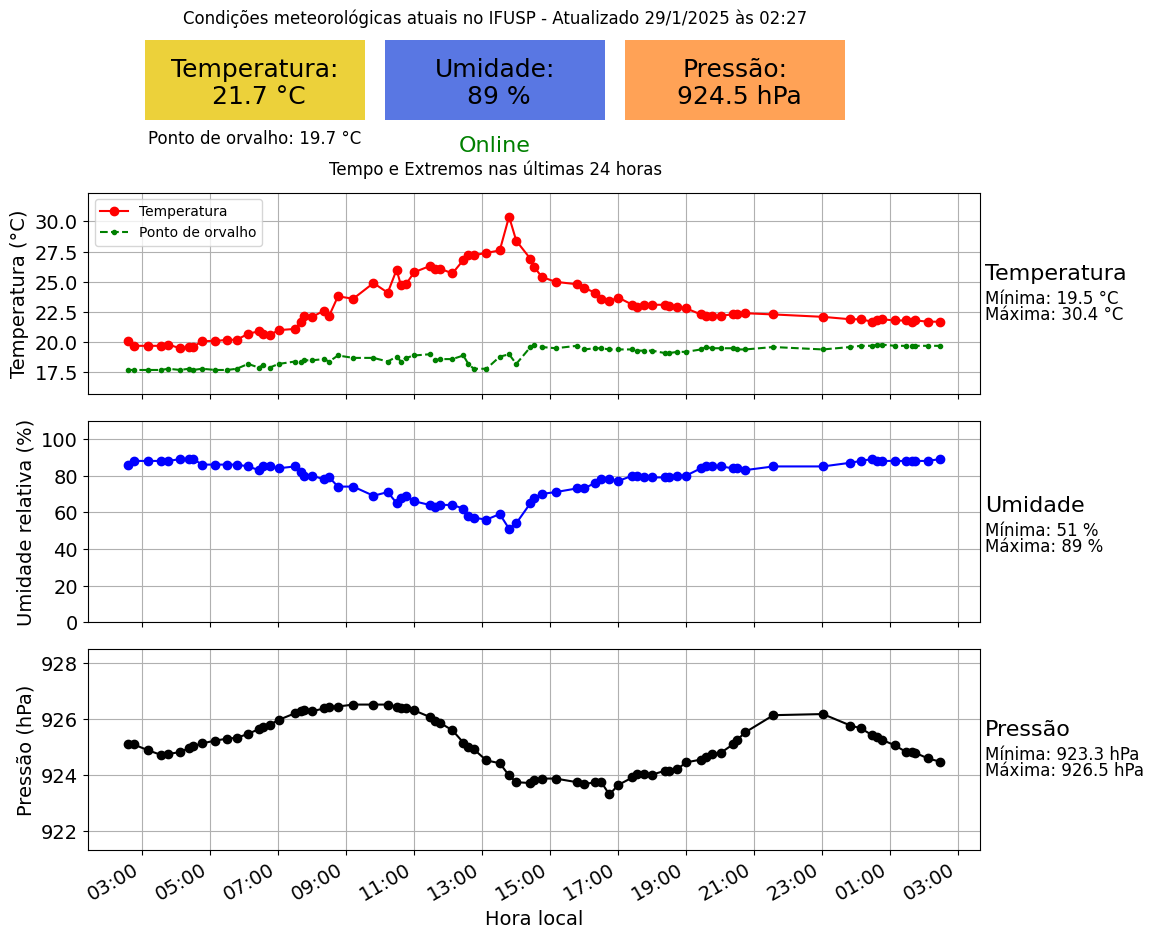 Condições meteorológicas atuais no IFUSP - Atualizado 29/1/2025 às 02:27
Temperatura:
21.7 °C
Umidade:
89 %
Pressão:
924.5 hPa
Ponto de orvalho: 19.7 °C
Online
Tempo e Extremos nas últimas 24 horas
Temperatura (°C)
30.0
27.5
25.0
22.5
20.0
17.5
Temperatura
Ponto de orvalho
Temperatura
Mínima: 19.5 °C
Máxima: 30.4 °C
Umidade relativa (%)
100
80
60
40
20
0
Umidade
Mínima: 51 %
Máxima: 89 %
Pressão (hPa)
928
926
924
922
Pressão
Mínima: 923.3 hPa
Máxima: 926.5 hPa
03:00
05:00
07:00
09:00
11:00
13:00
15:00
17:00
19:00
21:00
23:00
01:00
03:00
Hora local